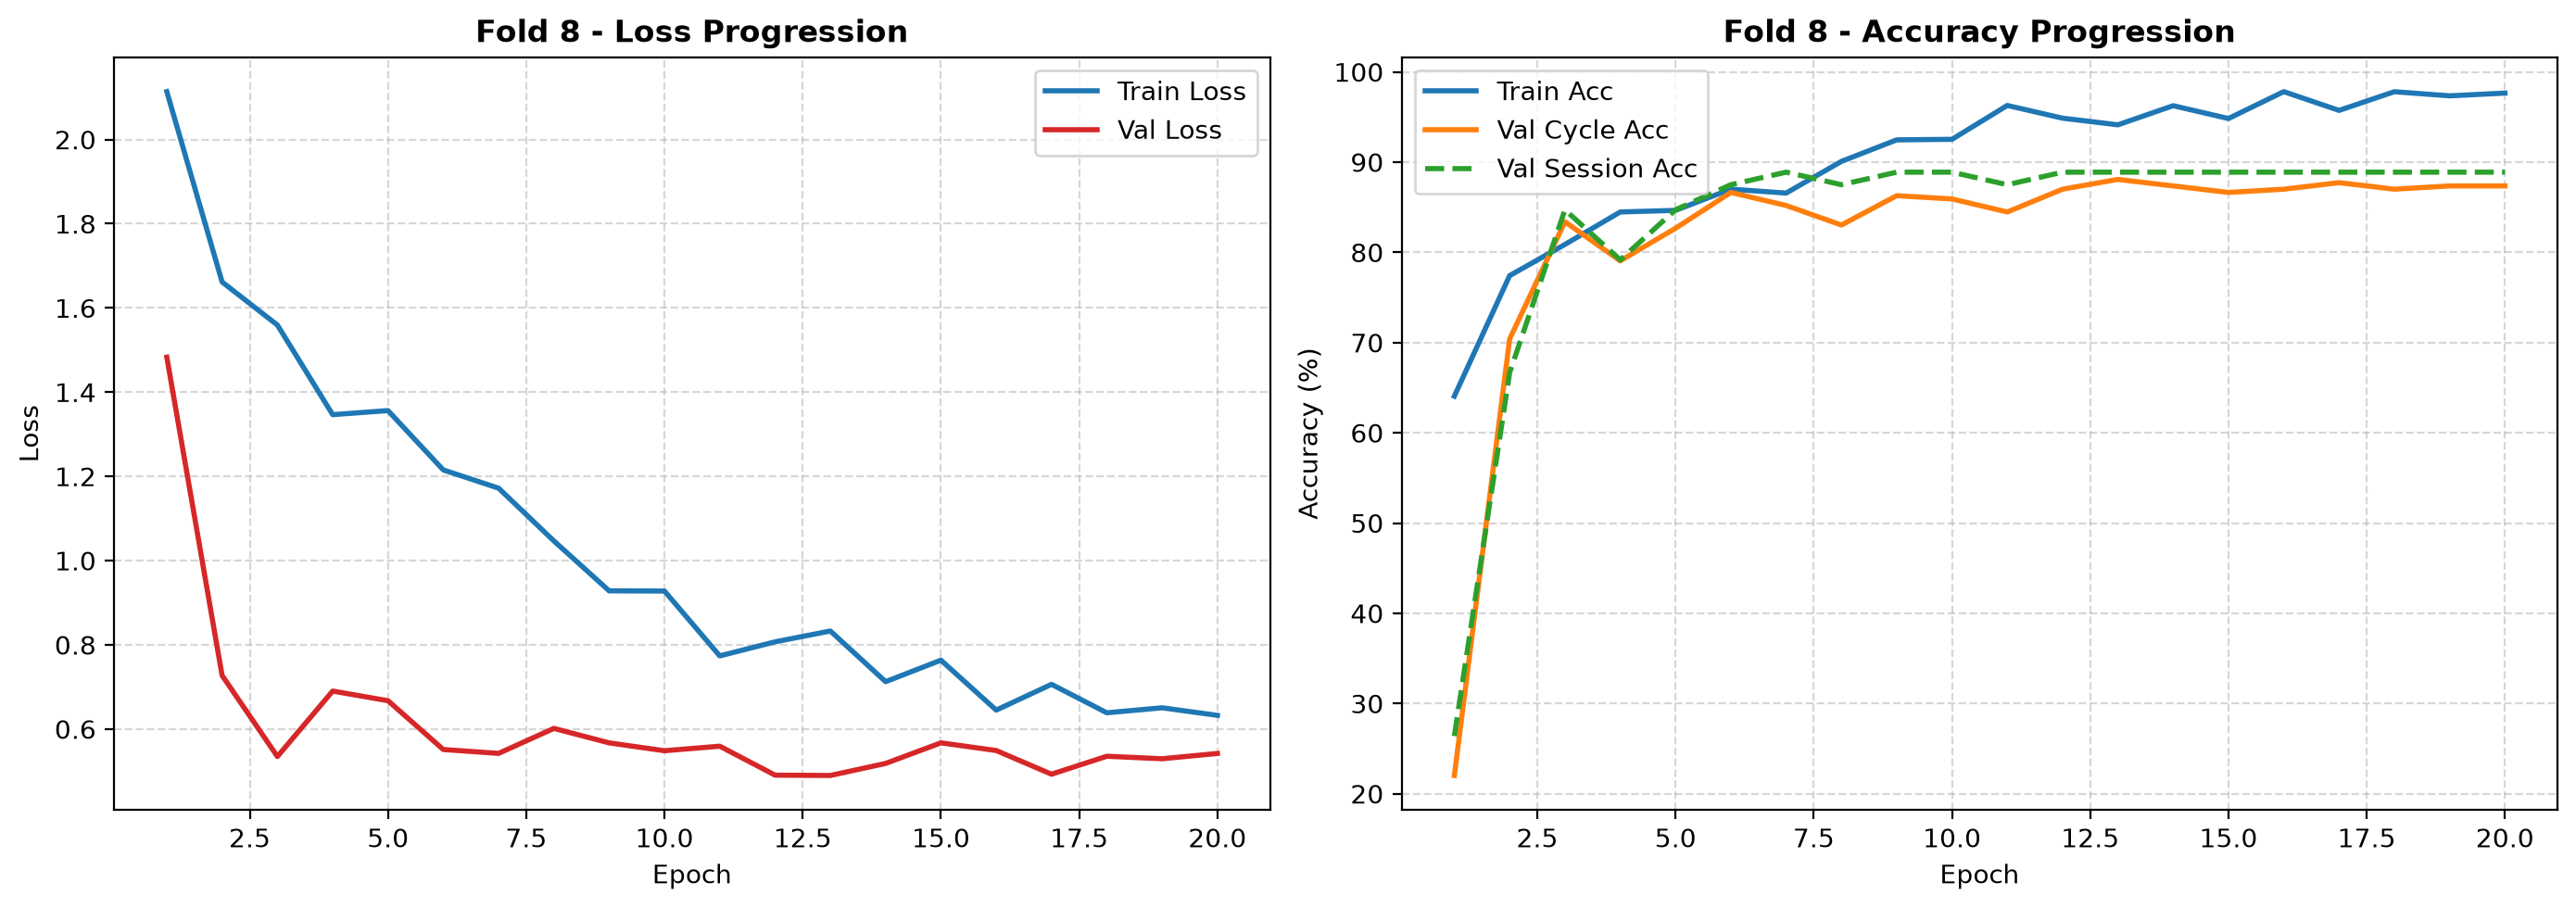 Fold 8 - Loss Progression
Train Loss
Val Loss
2.0
1.8
1.6
1.4
1.2
1.0
0.8
0.6
Loss
2.5 5.0 7.5 10.0 12.5 15.0 17.5 20.0
Epoch
Fold 8 - Accuracy Progression
Train Acc
Val Cycle Acc
Val Session Acc
100
90
80
70
60
50
40
30
20
Accuracy (%)
2.5 5.0 7.5 10.0 12.5 15.0 17.5 20.0
Epoch